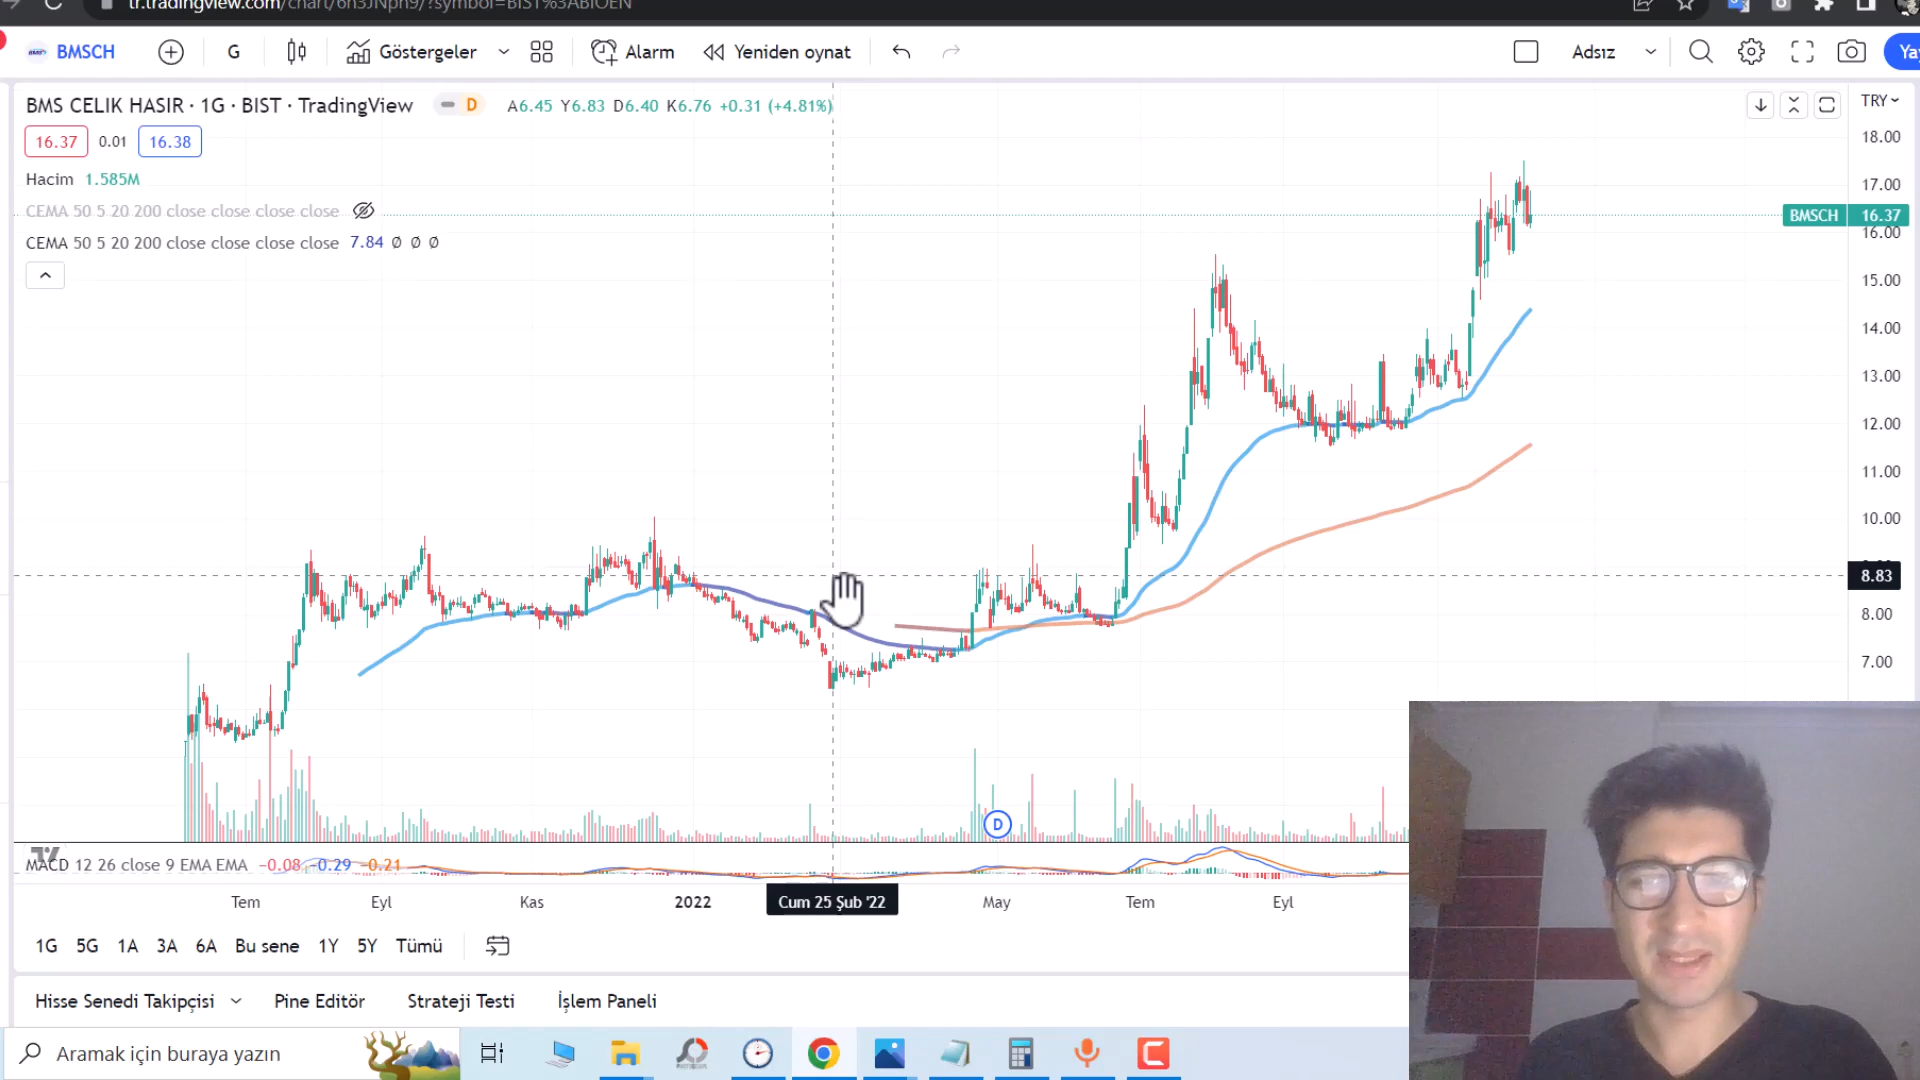 tr.tradingview.com/chart/6h3JNph9/?symbol=BIST%3ABIOEN
BMSCH G Göstergeler Alarm Yeniden oynat Adsız Yay
BMS CELIK HASIR · 1G · BIST · TradingView D A6.45 Y6.83 D6.40 K6.76 +0.31 (+4.81%) TRY
16.37 0.01 16.38
Hacim 1.585M
CEMA 50 5 20 200 close close close close
CEMA 50 5 20 200 close close close close 7.84 Ø Ø Ø
18.00
17.00
BMSCH 16.37
16.00
15.00
14.00
13.00
12.00
11.00
10.00
8.83
8.00
7.00
D
MACD 12 26 close 9 EMA EMA −0.08 −0.29 −0.21
Tem Eyl Kas 2022 Cum 25 Şub '22 May Tem Eyl
1G 5G 1A 3A 6A Bu sene 1Y 5Y Tümü
Hisse Senedi Takipçisi Pine Editör Strateji Testi İşlem Paneli
Aramak için buraya yazın